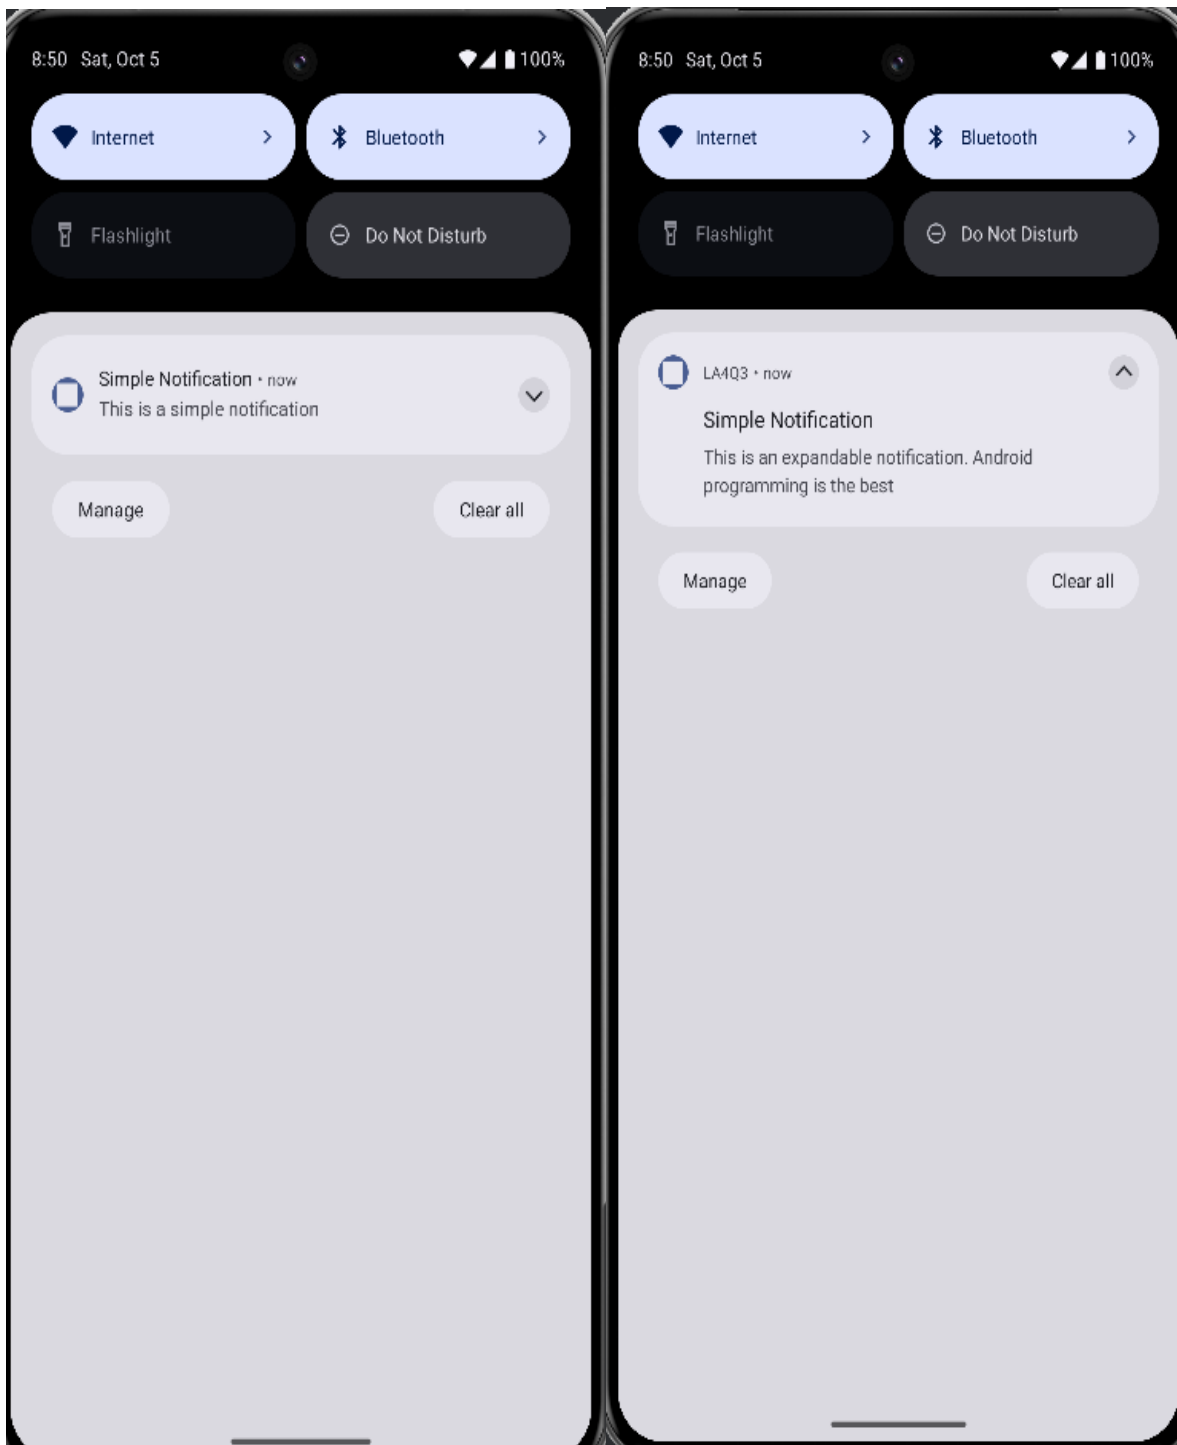 8:50 Sat, Oct 5 100%
Internet Bluetooth
Flashlight Do Not Disturb
Simple Notification • now
This is a simple notification
Manage Clear all
8:50 Sat, Oct 5 100%
Internet Bluetooth
Flashlight Do Not Disturb
LA4Q3 • now
Simple Notification
This is an expandable notification. Android
programming is the best
Manage Clear all